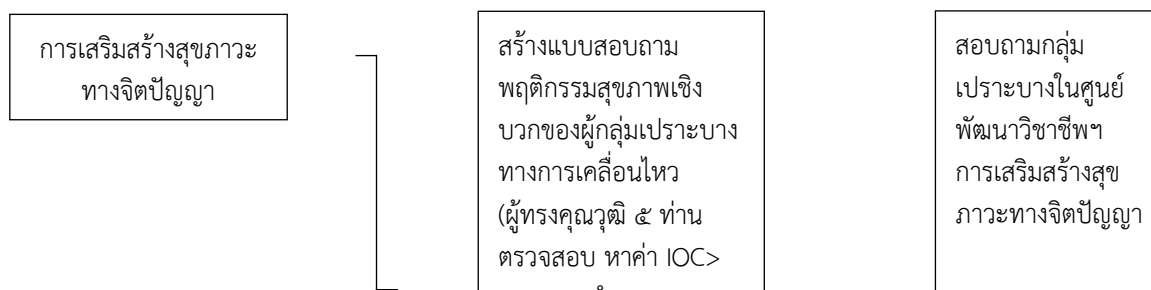 การเสริมสร้างสุขภาวะ
ทางจิตปัญญา
สร้างแบบสอบถาม
พฤติกรรมสุขภาพเชิง
บวกของผู้กลุ่มเปราะบาง
ทางการเคลื่อนไหว
(ผู้ทรงคุณวุฒิ ๕ ท่าน
ตรวจสอบ หาค่า IOC>
สอบถามกลุ่ม
เปราะบางในศูนย์
พัฒนาวิชาชีพฯ
การเสริมสร้างสุข
ภาวะทางจิตปัญญา